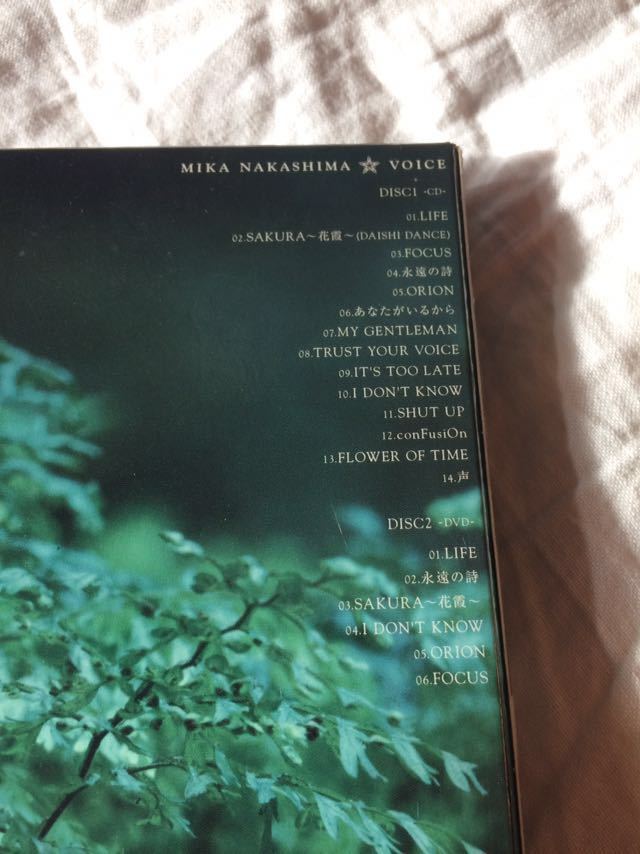 MIKA NAKASHIMA ★ VOICE
DISC1 -CD-
01.LIFE
02.SAKURA～花霞～(DAISHI DANCE)
03.FOCUS
04.永遠の詩
05.ORION
06.あなたがいるから
07.MY GENTLEMAN
08.TRUST YOUR VOICE
09.IT'S TOO LATE
10.I DON'T KNOW
11.SHUT UP
12.conFusiOn
13.FLOWER OF TIME
14.声
DISC2 -DVD-
01.LIFE
02.永遠の詩
03.SAKURA～花霞～
04.I DON'T KNOW
05.ORION
06.FOCUS